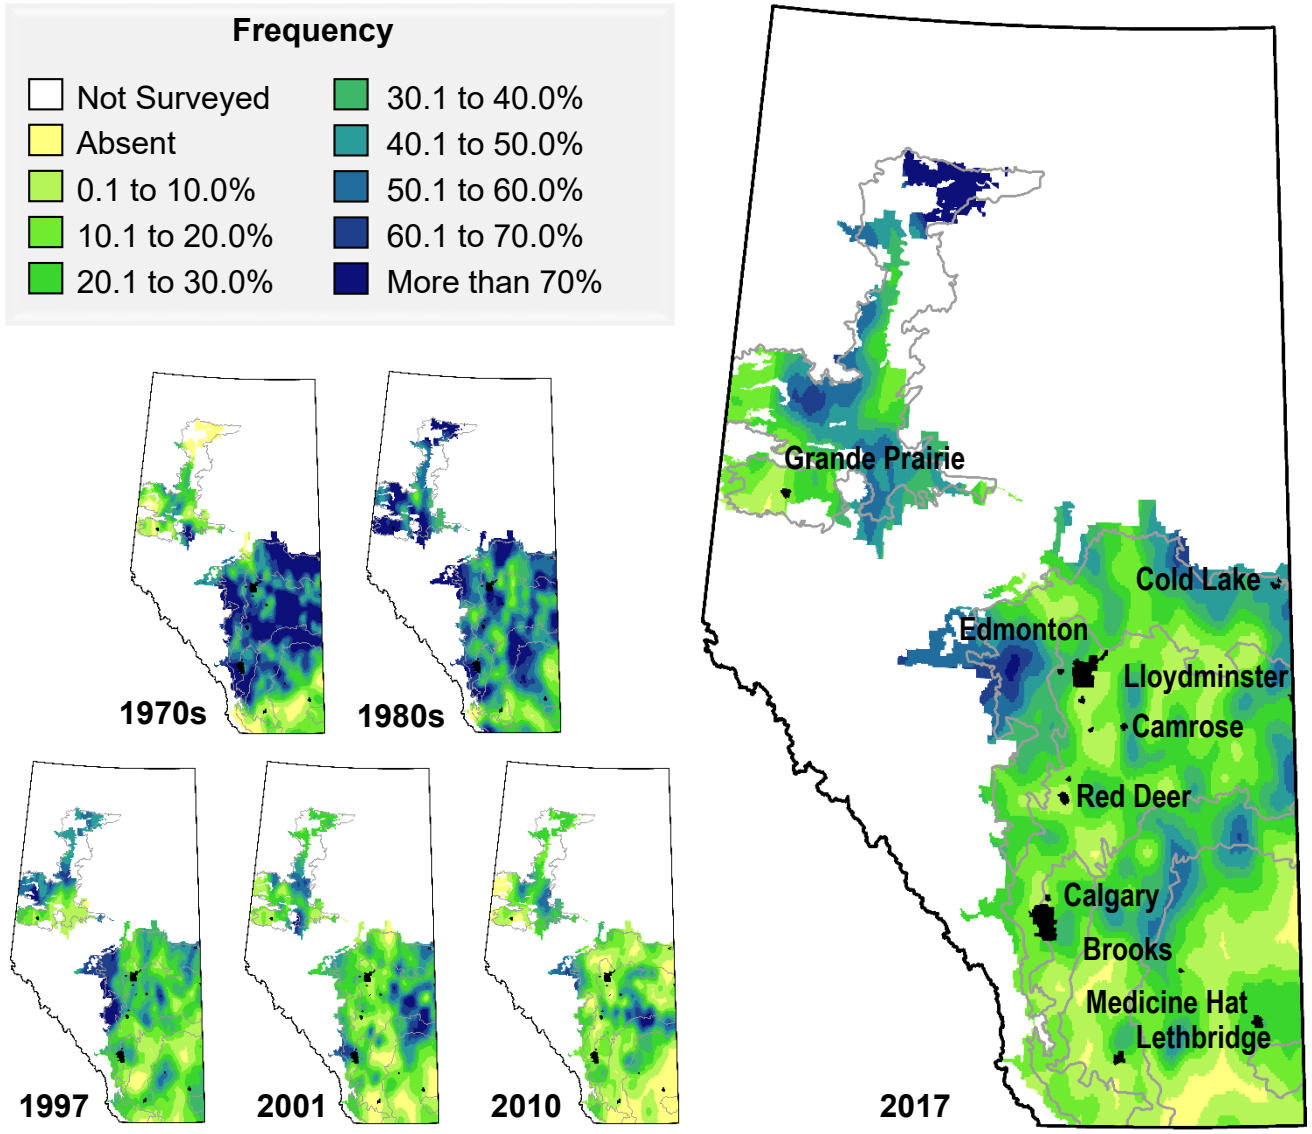 Frequency
Not Surveyed
Absent
0.1 to 10.0%
10.1 to 20.0%
20.1 to 30.0%
30.1 to 40.0%
40.1 to 50.0%
50.1 to 60.0%
60.1 to 70.0%
More than 70%
1970s
1980s
1997
2001
2010
Grande Prairie
Cold Lake
Edmonton
Lloydminster
Camrose
Red Deer
Calgary
Brooks
Medicine Hat
Lethbridge
2017